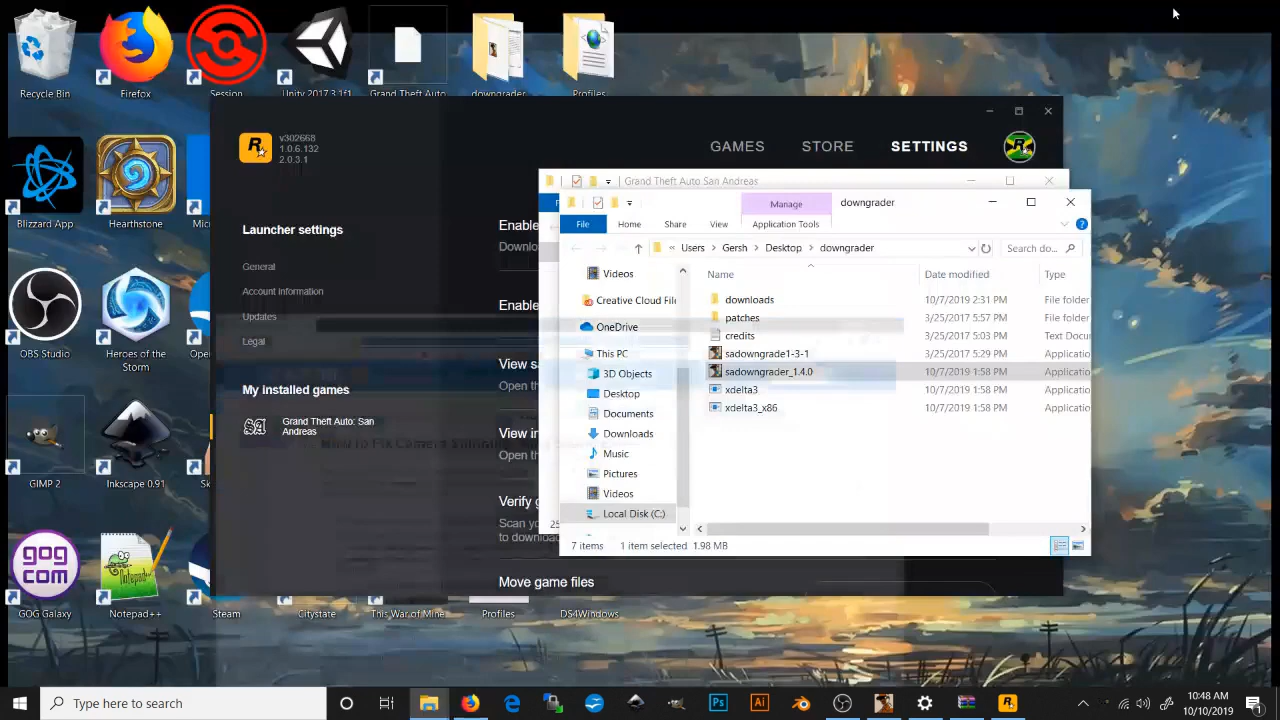 Recycle Bin
Firefox
Session
Unity 2017.3.1f1
Grand Theft Auto
downgrader
Profiles
v302668
1.0.6.132
2.0.3.1
GAMES
STORE
SETTINGS
Launcher settings
General
Account information
Updates
Legal
My installed games
Grand Theft Auto: San
Andreas
Enable
Downlo
Enable
View sa
Open th
View in
Open th
Verify g
Scan yo
to downloa
Move game files
Grand Theft Auto San Andreas
25
Manage
downgrader
File
Home
Share
View
Application Tools
Users
Gersh
Desktop
downgrader
Search do...
Name
Date modified
Type
Videos
Creative Cloud Fil
OneDrive
This PC
3D Objects
Desktop
Documents
Downloads
Music
Pictures
Videos
Local Disk (C:)
downloads 10/7/2019 2:31 PM File folder
patches 3/25/2017 5:57 PM File folder
credits 3/25/2017 5:03 PM Text Docu
sadowngrade1-3-1 3/25/2017 5:29 PM Applicatio
sadowngrader_1.4.0 10/7/2019 1:58 PM Applicatio
xdelta3 10/7/2019 1:58 PM Applicatio
xdelta3_x86 10/7/2019 1:58 PM Applicatio
7 items 1 item selected 1.98 MB
Blizzard App
Hearthstone
OBS Studio
Heroes of the
Storm
GIMP 2
Inkscape 0.91
gog
com
GOG Galaxy
Notepad++
Steam
Citystate
This War of Mine
Profiles
DS4Windows
Type here to search
Ps
Ai
10:48 AM
10/10/2019